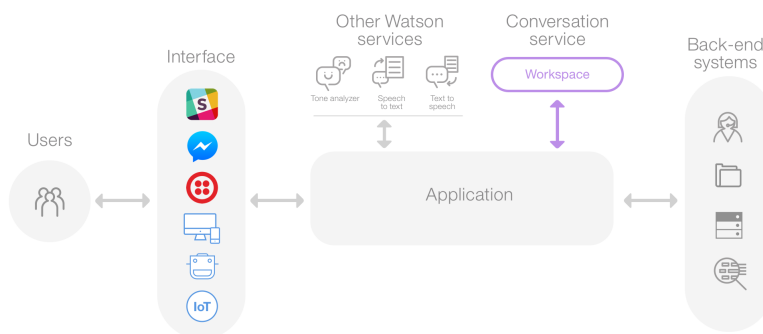 Other Watson
services
Conversation
service
Interface
Back-end
systems
Workspace
Tone analyzer
Speech
to text
Text to
speech
S
Users
Application
IoT